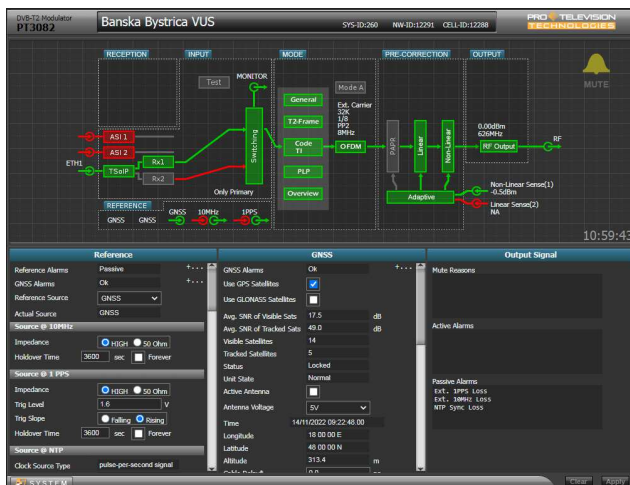 DVB-T2 Modulator
PT3082
Banska Bystrica VUS
SYS-ID:260 NW-ID:12291 CELL-ID:12288
PRO TELEVISION
TECHNOLOGIES
RECEPTION
INPUT
MODE
PRE-CORRECTION
OUTPUT
MUTE
Test
MONITOR
Mode A
General
T2-Frame
Code
TI
PLP
Overview
Ext. Carrier
32K
1/8
PP2
8MHz
OFDM
Switching
PAPR
Linear
Non-Linear
0.00dBm
626MHz
RF Output
RF
ASI 1
ASI 2
ETH1
TSoIP
Rx1
Rx2
Only Primary
Adaptive
Non-Linear Sense(1)
-0.5dBm
Linear Sense(2)
NA
REFERENCE
GNSS GNSS GNSS 10MHz 1PPS
10:59:43
Reference
Reference Alarms Passive +...
GNSS Alarms Ok +...
Reference Source GNSS
Actual Source GNSS
Source @ 10MHz
Impedance HIGH 50 Ohm
Holdover Time 3600 sec Forever
Source @ 1 PPS
Impedance HIGH 50 Ohm
Trig Level 1.6 V
Trig Slope Falling Rising
Holdover Time 3600 sec Forever
Source @ NTP
Clock Source Type pulse-per-second signal
GNSS
GNSS Alarms Ok +...
Use GPS Satellites
Use GLONASS Satellites
Avg. SNR of Visible Sats 17.5 dB
Avg. SNR of Tracked Sats 49.0 dB
Visible Satellites 14
Tracked Satellites 5
Status Locked
Unit State Normal
Active Antenna
Antenna Voltage 5V
Time 14/11/2022 09:22:48.00
Longitude 18 00 00 E
Latitude 48 00 00 N
Altitude 313.4 m
Output Signal
Mute Reasons
Active Alarms
Passive Alarms
Ext. 1PPS Loss
Ext. 10MHz Loss
NTP Sync Loss
SYSTEM
Clear Apply